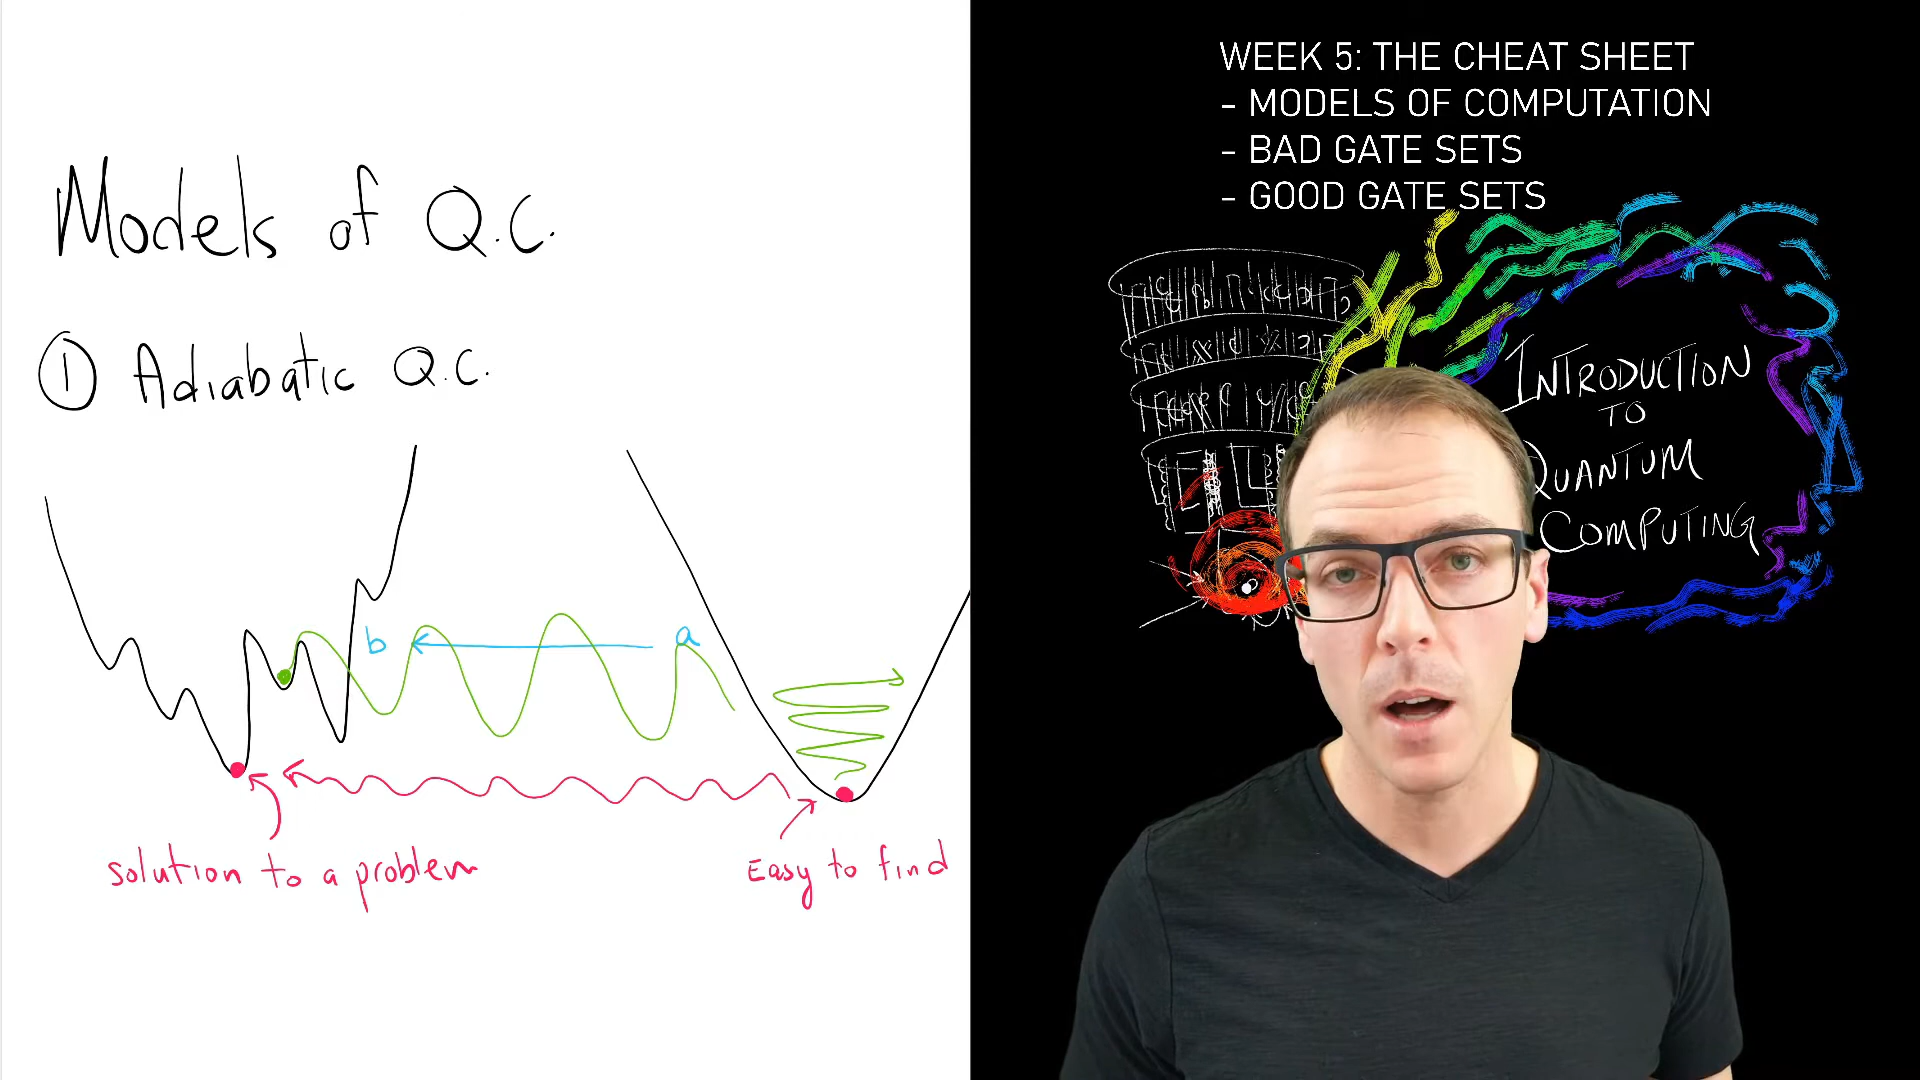 Models of Q.C.
① Adiabatic Q.C.
b
a
solution to a problem
Easy to find
WEEK 5: THE CHEAT SHEET
- MODELS OF COMPUTATION
- BAD GATE SETS
- GOOD GATE SETS
INTRODUCTION
TO
QUANTUM
COMPUTING